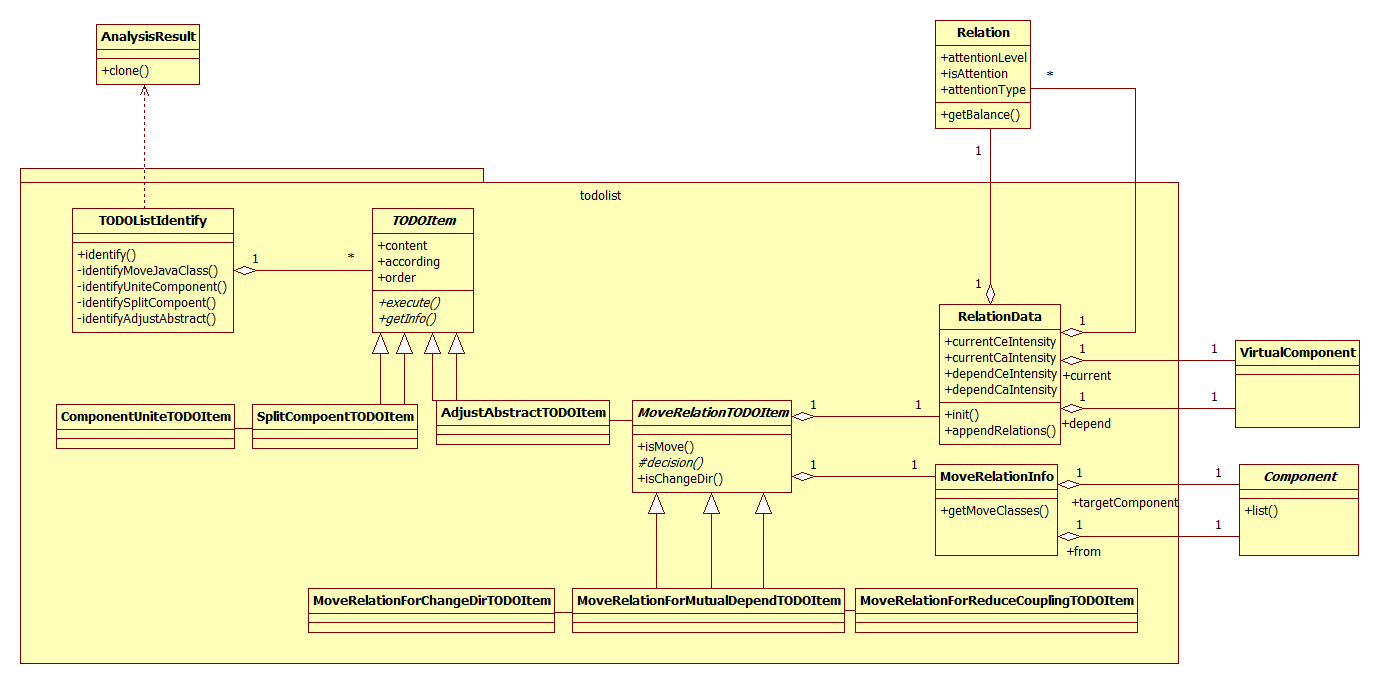 AnalysisResult
+clone()
Relation
+attentionLevel
+isAttention
+attentionType
+getBalance()
*
1
todolist
TODOListIdentify
+identify()
-identifyMoveJavaClass()
-identifyUniteComponent()
-identifySplitCompoent()
-identifyAdjustAbstract()
1
*
TODOItem
+content
+according
+order
+execute()
+getInfo()
1
RelationData
+currentCeIntensity
+currentCaIntensity
+dependCeIntensity
+dependCaIntensity
+init()
+appendRelations()
1
1
+current
1
1
+depend
1
VirtualComponent
ComponentUniteTODOItem
SplitCompoentTODOItem
AdjustAbstractTODOItem
MoveRelationTODOItem
+isMove()
#decision()
+isChangeDir()
1
1
1
1
MoveRelationInfo
+getMoveClasses()
1
1
+targetComponent
1
1
+from
Component
+list()
MoveRelationForChangeDirTODOItem
MoveRelationForMutualDependTODOItem
MoveRelationForReduceCouplingTODOItem